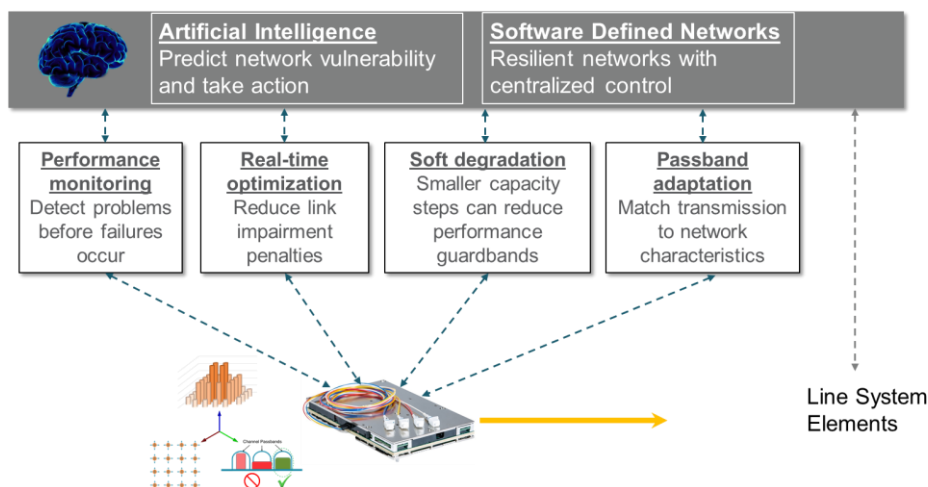 Artificial Intelligence
Predict network vulnerability
and take action
Software Defined Networks
Resilient networks with
centralized control
Performance
monitoring
Detect problems
before failures
occur
Real-time
optimization
Reduce link
impairment
penalties
Soft degradation
Smaller capacity
steps can reduce
performance
guardbands
Passband
adaptation
Match transmission
to network
characteristics
Channel Passbands
Line System
Elements